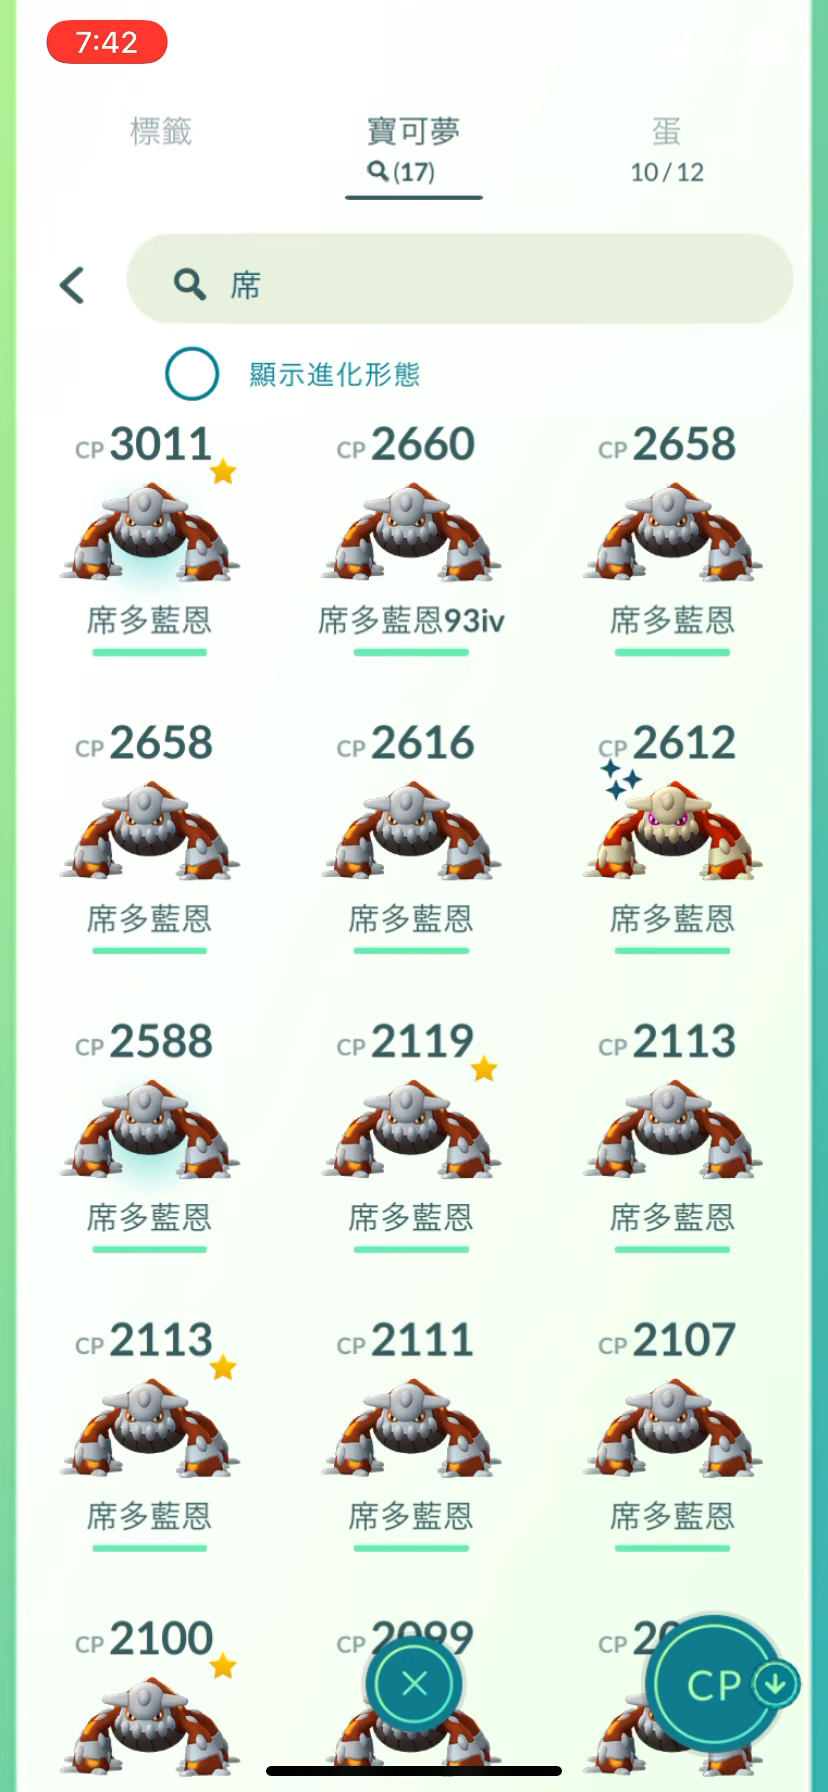 7:42
標籤
寶可夢
蛋
(17)
10 / 12
席
顯示進化形態
CP 3011
CP 2660
CP 2658
席多藍恩
席多藍恩93iv
席多藍恩
CP 2658
CP 2616
CP 2612
席多藍恩
席多藍恩
席多藍恩
CP 2588
CP 2119
CP 2113
席多藍恩
席多藍恩
席多藍恩
CP 2113
CP 2111
CP 2107
席多藍恩
席多藍恩
席多藍恩
CP 2100
CP 2099
CP
CP